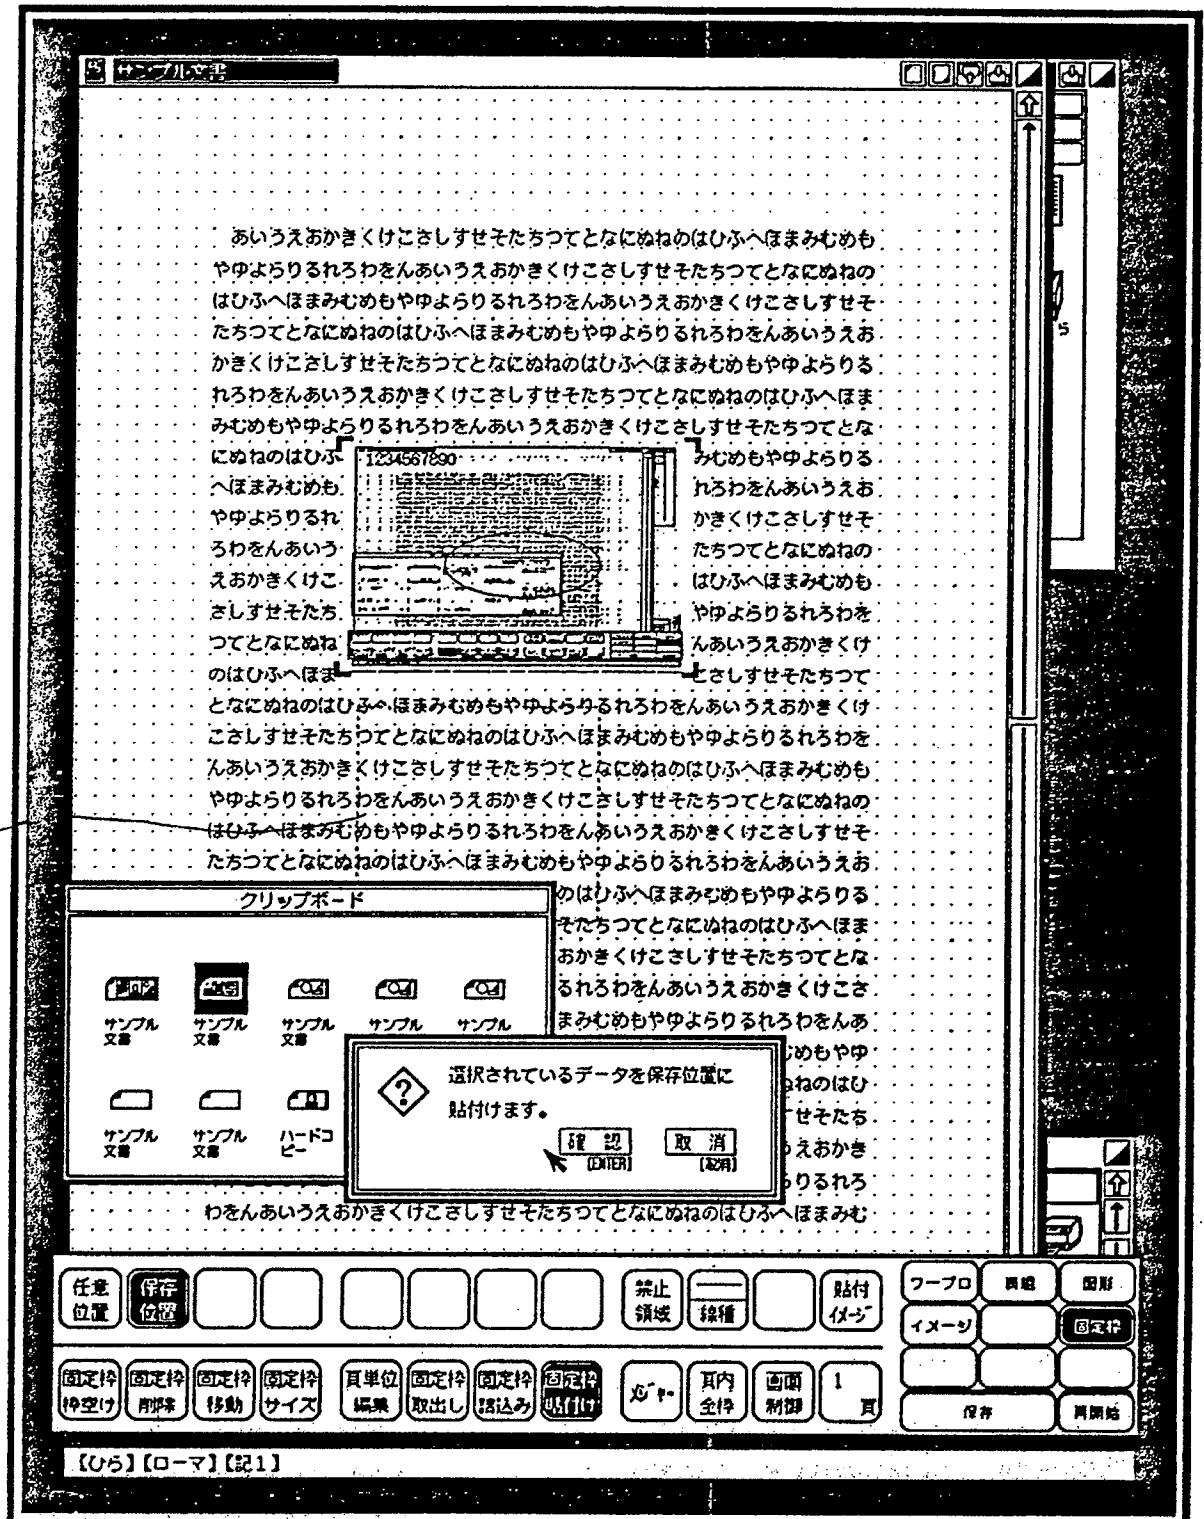 サンプル文書
あいうえおかきくけこさしすせそたちつてとなにぬねのはひふへほまみむめも
やゆよらりるれろわをんあいうえおかきくけこさしすせそたちつてとなにぬねの
はひふへほまみむめもやゆよらりるれろわをんあいうえおかきくけこさしすせそ
たちつてとなにぬねのはひふへほまみむめもやゆよらりるれろわをんあいうえお
かきくけこさしすせそたちつてとなにぬねのはひふへほまみむめもやゆよらりる
れろわをんあいうえおかきくけこさしすせそたちつてとなにぬねのはひふへほま
みむめもやゆよらりるれろわをんあいうえおかきくけこさしすせそたちつてとな
にぬねのはひふ 1234567890 みむめもやゆよらりる
へほまみむめも れろわをんあいうえお
やゆよらりるれ かきくけこさしすせそ
ろわをんあいう たちつてとなにぬねの
えおかきくけこ はひふへほまみむめも
さしすせそたち やゆよらりるれろわを
つてとなにぬね んあいうえおかきくけ
のはひふへほま こさしすせそたちつて
となにぬねのはひふへほまみむめもやゆよらりるれろわをんあいうえおかきくけ
こさしすせそたちつてとなにぬねのはひふへほまみむめもやゆよらりるれろわを
んあいうえおかきくけこさしすせそたちつてとなにぬねのはひふへほまみむめも
やゆよらりるれろわをんあいうえおかきくけこさしすせそたちつてとなにぬねの
はひふへほまみむめもやゆよらりるれろわをんあいうえおかきくけこさしすせそ
たちつてとなにぬねのはひふへほまみむめもやゆよらりるれろわをんあいうえお
のはひふへほまみむめもやゆよらりる
そたちつてとなにぬねのはひふへほま
おかきくけこさしすせそたちつてとな
るれろわをんあいうえおかきくけこさ
まみむめもやゆよらりるれろわをんあ
むめもやゆ
ねのはひ
せそたち
えおかき
らりるれろ
わをんあいうえおかきくけこさしすせそたちつてとなにぬねのはひふへほまみむ
クリップボード
サンプル文書 サンプル文書 サンプル文書 サンプル サンプル
サンプル文書 サンプル文書 ハードコピー
選択されているデータを保存位置に
貼付けます。
確認 取消
[ENTER] [取消]
任意位置 保存位置 禁止領域 線種 貼付イメージ
固定枠枠空け 固定枠削除 固定枠移動 固定枠サイズ 頁単位編集 固定枠取出し 固定枠詰込み 固定枠貼付け メジャー 頁内全枠 画面制御 1頁
ワープロ 表組 図形
イメージ 固定枠
保存 再開始
【ひら】【ローマ】【記1】